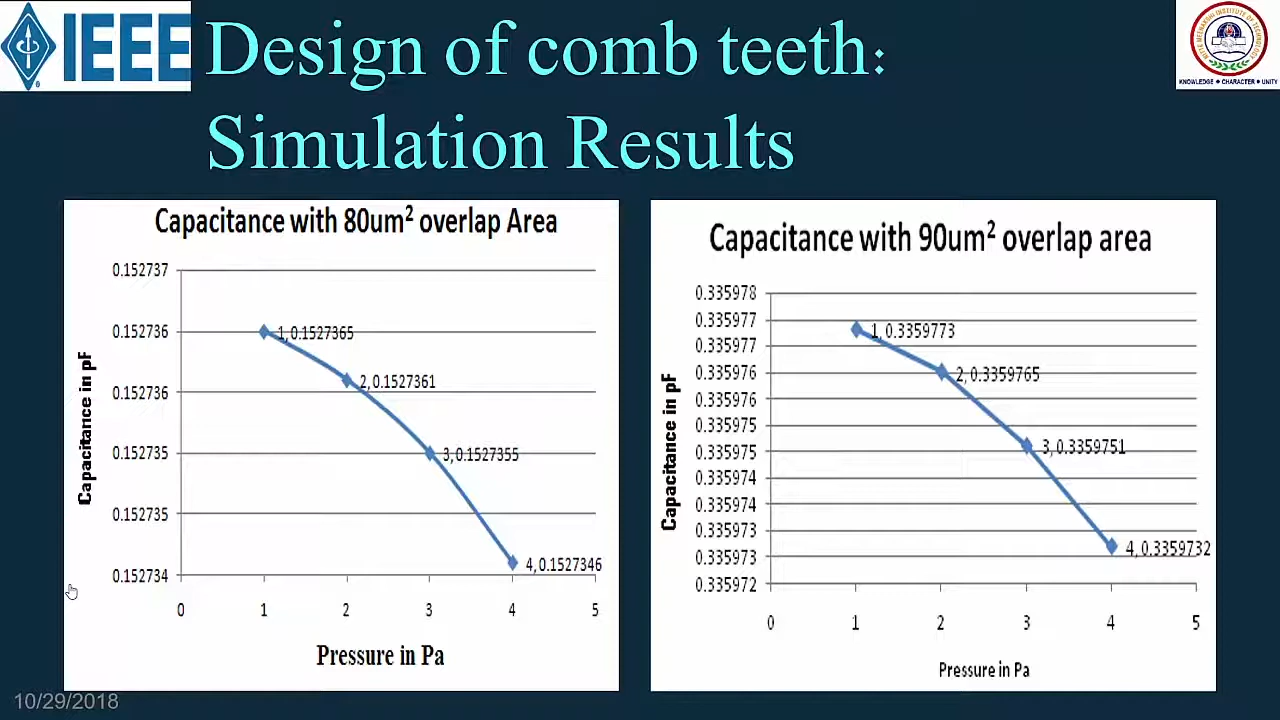 IEEE
Design of comb teeth:
Simulation Results
KNOWLEDGE • CHARACTER • UNITY
Capacitance with 80um² overlap Area
0.152737
0.152736
0.152736
0.152735
0.152735
0.152734
Capacitance in pF
1, 0.1527365
2, 0.1527361
3, 0.1527355
4, 0.1527346
0 1 2 3 4 5
Pressure in Pa
Capacitance with 90um² overlap area
0.335978
0.335977
0.335977
0.335976
0.335976
0.335975
0.335975
0.335974
0.335974
0.335973
0.335973
0.335972
Capacitance in pF
1, 0.3359773
2, 0.3359765
3, 0.3359751
4, 0.3359732
0 1 2 3 4 5
Pressure in Pa
10/29/2018